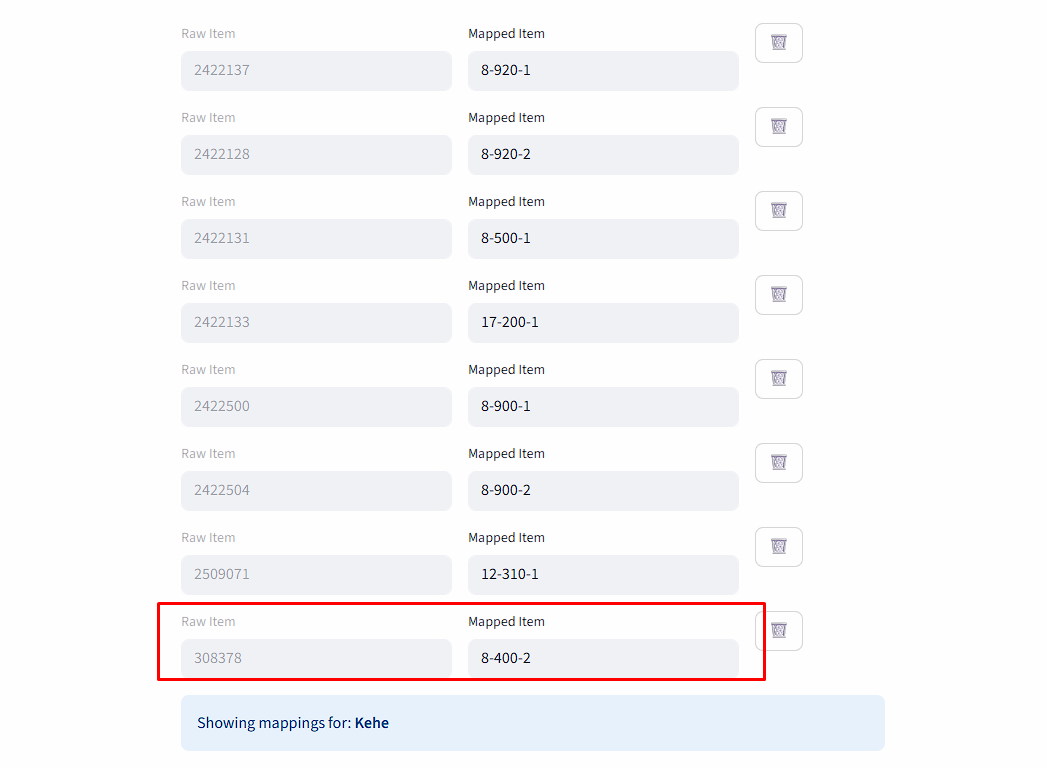 Raw Item Mapped Item
2422137 8-920-1
Raw Item Mapped Item
2422128 8-920-2
Raw Item Mapped Item
2422131 8-500-1
Raw Item Mapped Item
2422133 17-200-1
Raw Item Mapped Item
2422500 8-900-1
Raw Item Mapped Item
2422504 8-900-2
Raw Item Mapped Item
2509071 12-310-1
Raw Item Mapped Item
308378 8-400-2
Showing mappings for: Kehe